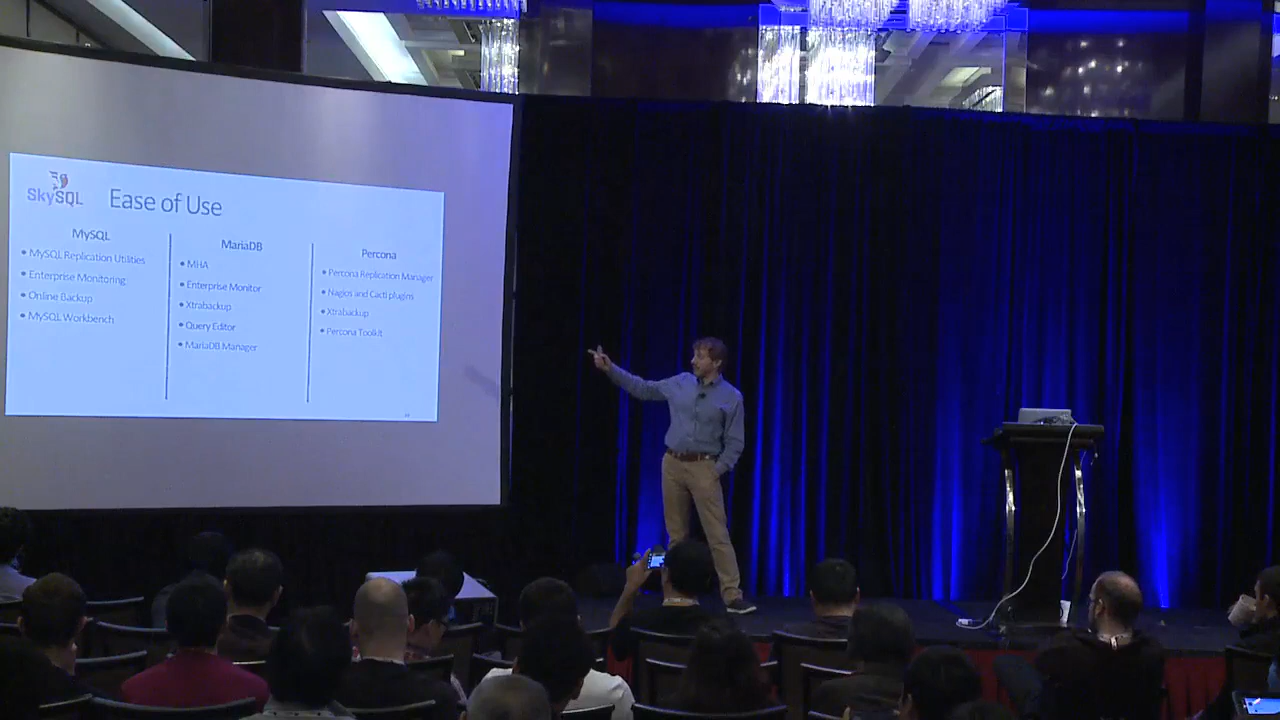 SkySQL
Ease of Use
MySQL
• MySQL Replication Utilities
• Enterprise Monitoring
• Online Backup
• MySQL Workbench
MariaDB
• MHA
• Enterprise Monitor
• Xtrabackup
• Query Editor
• MariaDB Manager
Percona
• Percona Replication Manager
• Nagios and Cacti plugins
• Xtrabackup
• Percona Toolkit